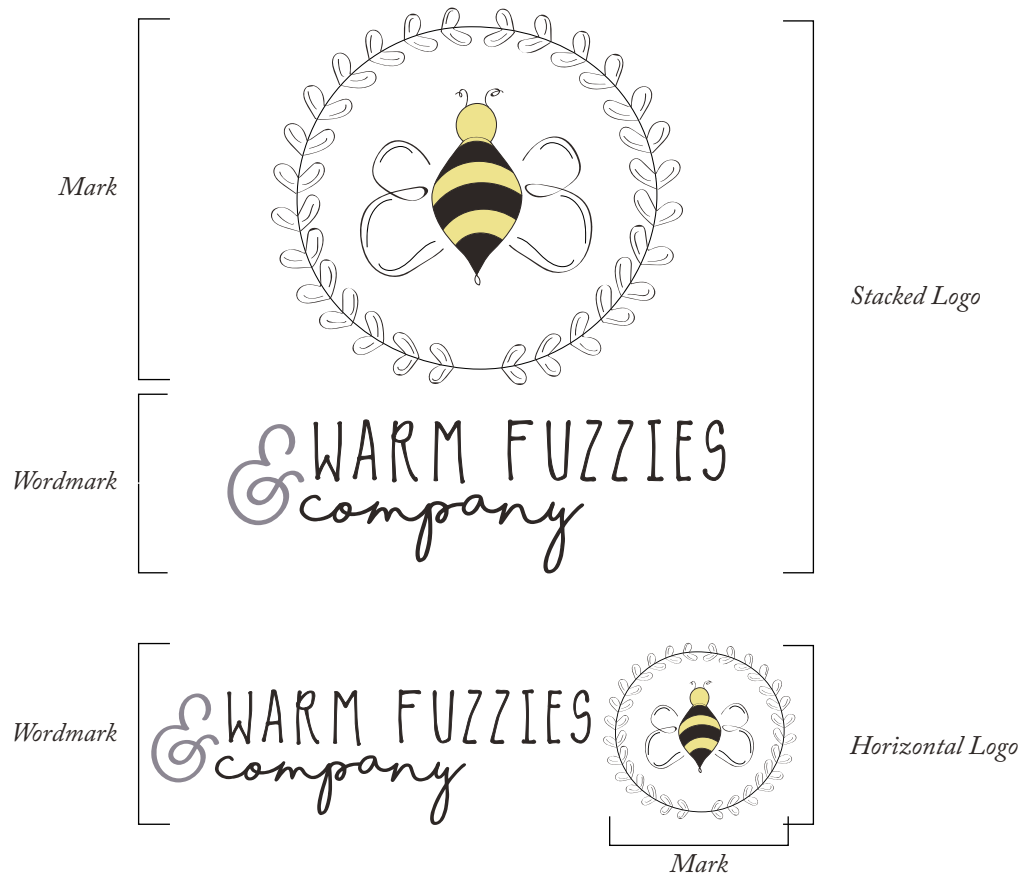 Mark
Stacked Logo
WARM FUZZIES
Wordmark
& company
WARM FUZZIES
Wordmark
Horizontal Logo
& company
Mark